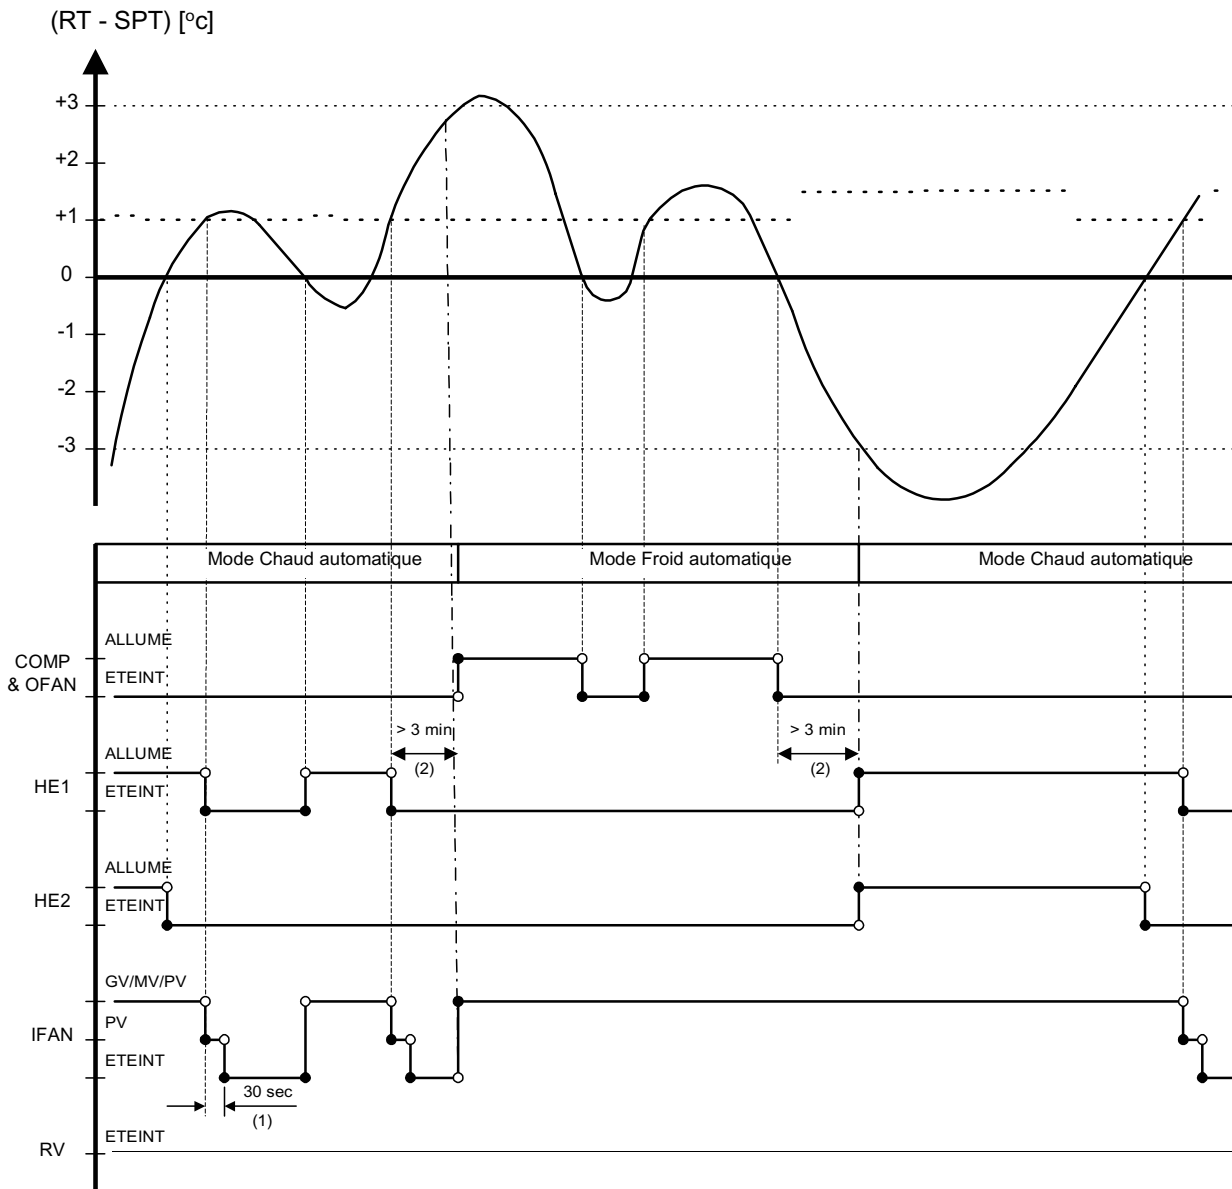 (RT - SPT) [°c]
+3
+2
+1
0
-1
-2
-3
Mode Chaud automatique
Mode Froid automatique
Mode Chaud automatique
COMP
& OFAN
ALLUME
ETEINT
> 3 min
(2)
> 3 min
(2)
HE1
ALLUME
ETEINT
HE2
ALLUME
ETEINT
IFAN
GV/MV/PV
PV
ETEINT
30 sec
(1)
RV
ETEINT